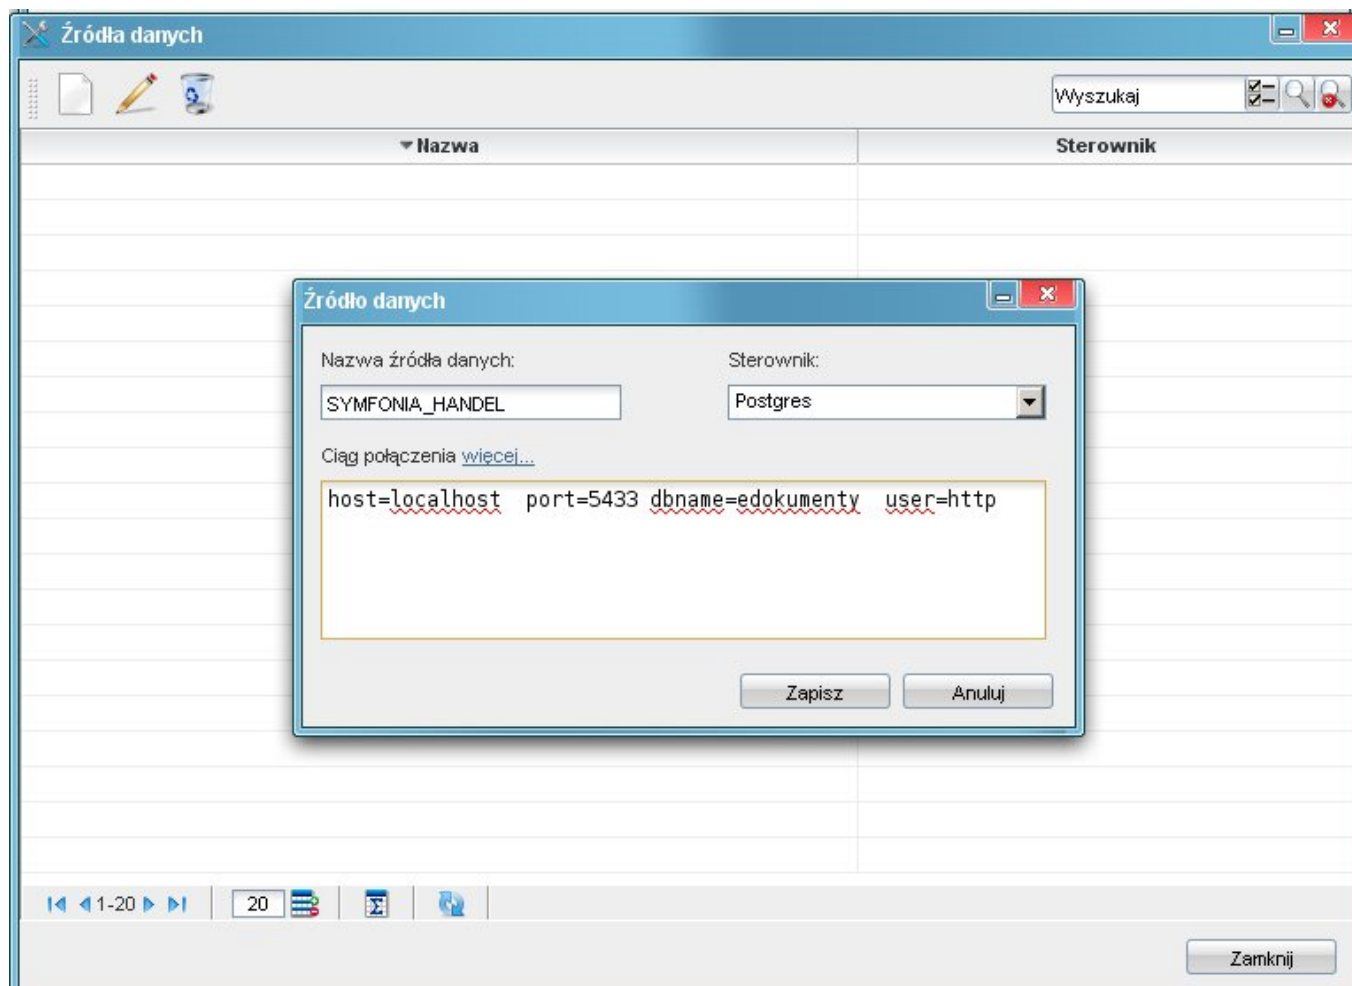 Źródła danych
Wyszukaj
Nazwa Sterownik
Źródło danych
Nazwa źródła danych: Sterownik:
SYMFONIA_HANDEL Postgres
Ciąg połączenia więcej...
host=localhost  port=5433 dbname=edokumenty  user=http
Zapisz Anuluj
1-20 20
Zamknij